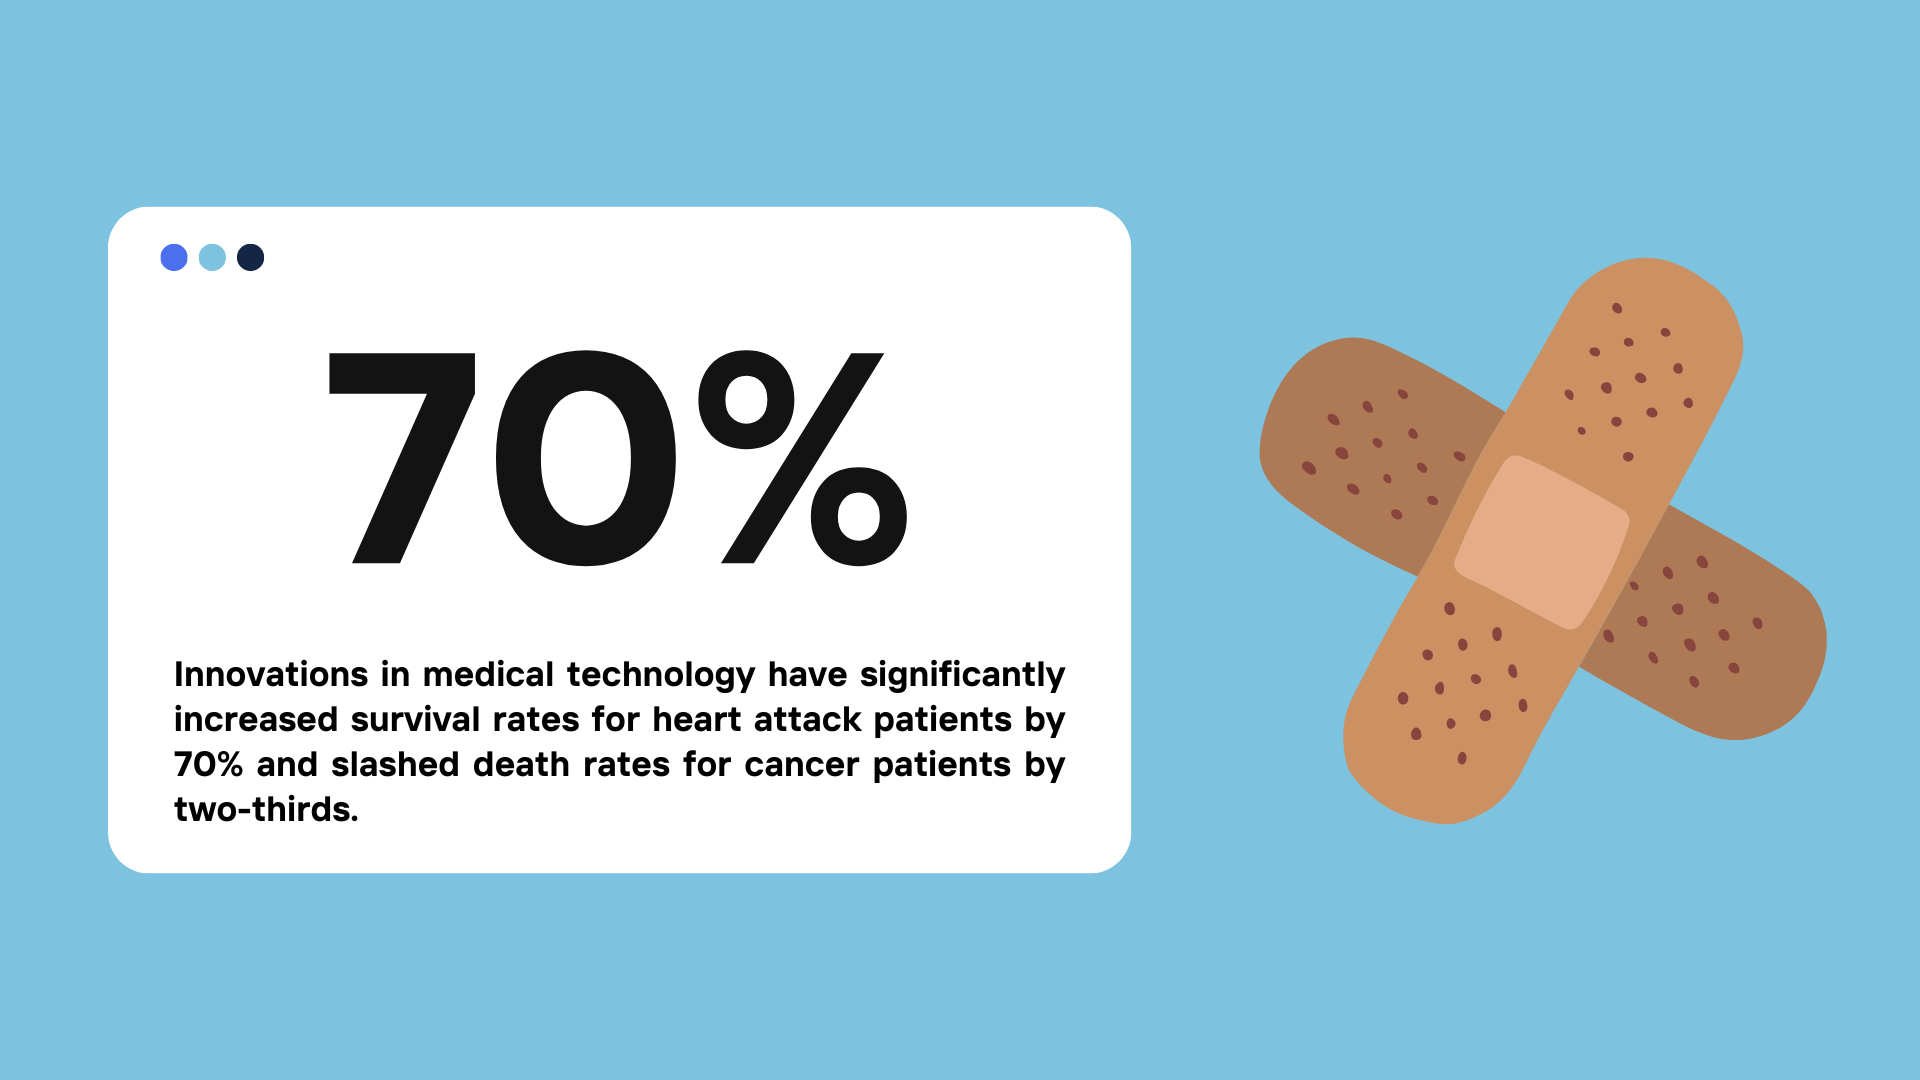 70%
Innovations in medical technology have significantly
increased survival rates for heart attack patients by
70% and slashed death rates for cancer patients by
two-thirds.